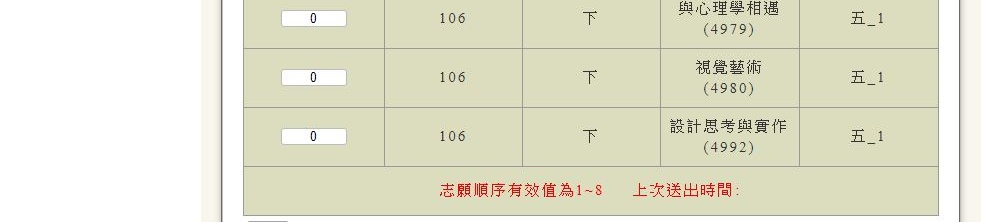 與心理學相遇
0 106 下 五_1
(4979)
視覺藝術
0 106 下 五_1
(4980)
設計思考與實作
0 106 下 五_1
(4992)
志願順序有效值為1~8 上次送出時間: